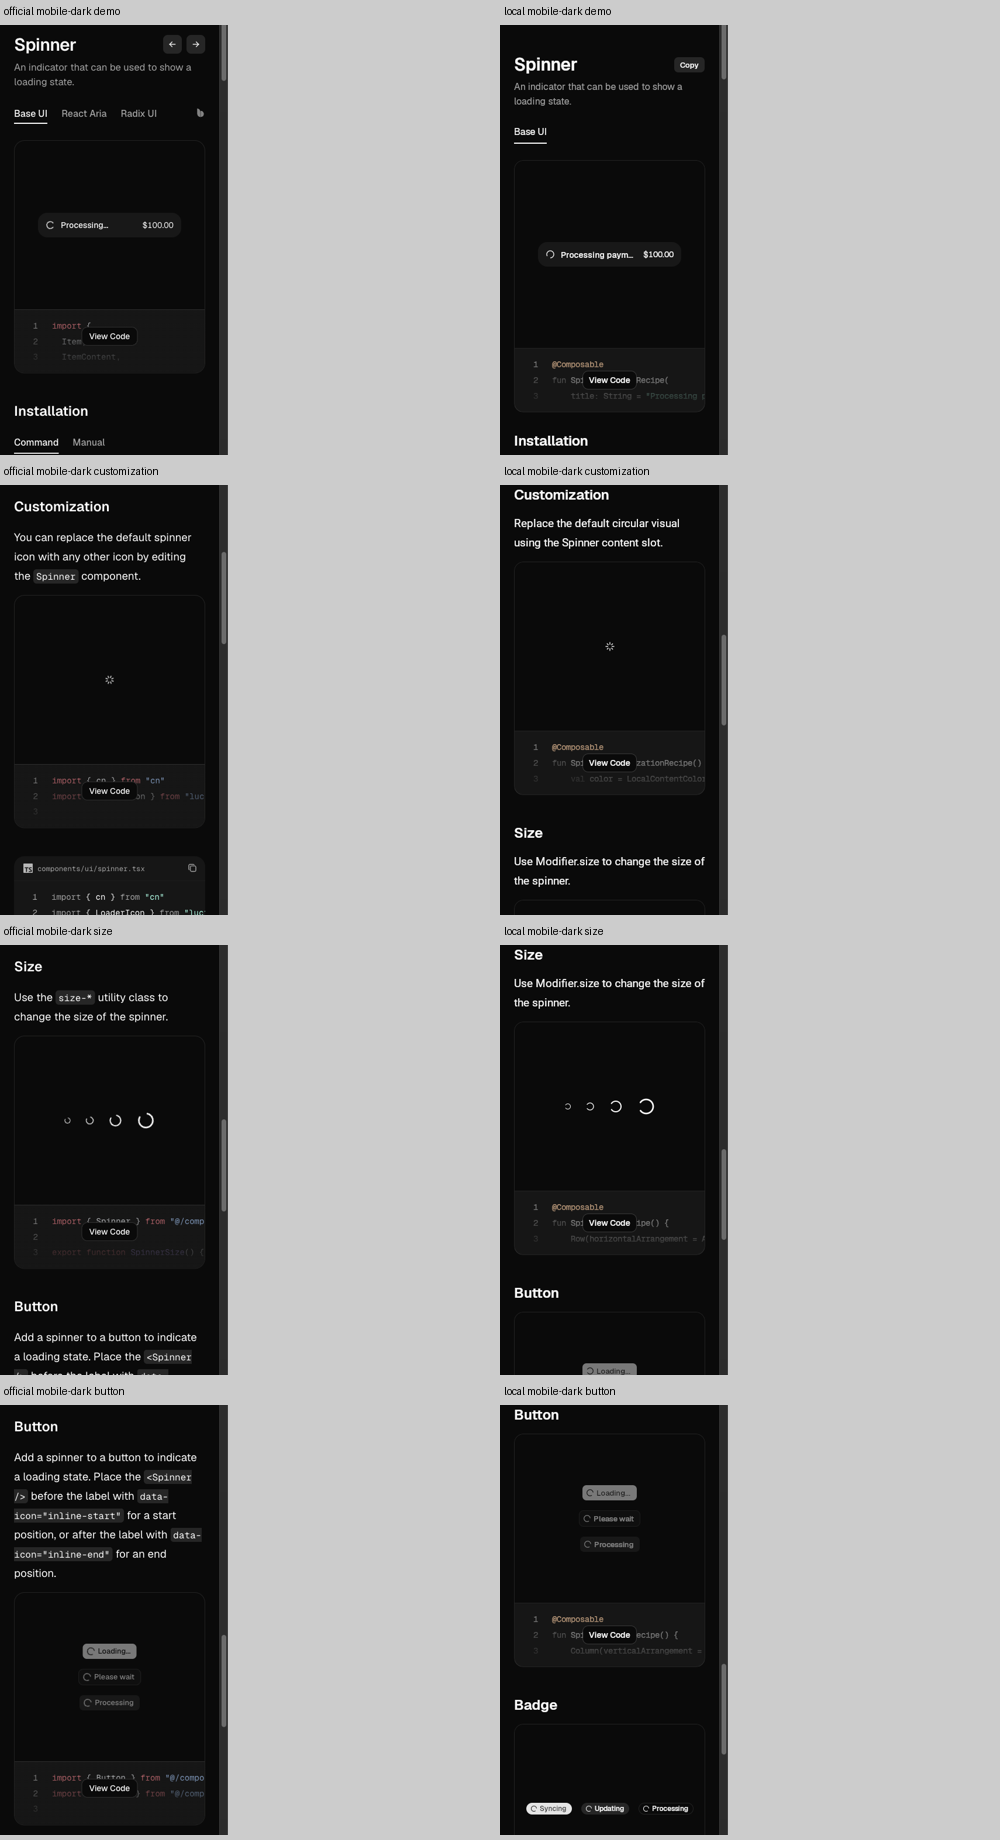 official mobile-dark demo
Spinner
← →
An indicator that can be used to show a
loading state.
Base UI React Aria Radix UI
Processing... $100.00
1 import {
2 Item
3 ItemContent,
View Code
Installation
Command Manual
local mobile-dark demo
Spinner
Copy
An indicator that can be used to show a
loading state.
Base UI
Processing paym... $100.00
1 @Composable
2 fun Spi Recipe(
3 title: String = "Processing p
View Code
Installation
official mobile-dark customization
Customization
You can replace the default spinner
icon with any other icon by editing
the Spinner component.
1 import { cn } from "cn"
2 import on } from "luc
3
View Code
TS components/ui/spinner.tsx
1 import { cn } from "cn"
2 import { LoaderIcon } from "luc
local mobile-dark customization
Customization
Replace the default circular visual
using the Spinner content slot.
1 @Composable
2 fun Spi zationRecipe()
3 val color = LocalContentColo
View Code
Size
Use Modifier.size to change the size of
the spinner.
official mobile-dark size
Size
Use the size-* utility class to
change the size of the spinner.
1 import { Spinner } from "@/comp
2
3 export function SpinnerSize() {
View Code
Button
Add a spinner to a button to indicate
a loading state. Place the <Spinner
/> before the label with data-
local mobile-dark size
Size
Use Modifier.size to change the size of
the spinner.
1 @Composable
2 fun Spi ipe() {
3 Row(horizontalArrangement =
View Code
Button
Loading...
official mobile-dark button
Button
Add a spinner to a button to indicate
a loading state. Place the <Spinner
/> before the label with data-
icon="inline-start" for a start
position, or after the label with data-
icon="inline-end" for an end
position.
Loading...
Please wait
Processing
1 import { Button } from "@/compo
2 import } from "@/comp
3
View Code
local mobile-dark button
Button
Loading...
Please wait
Processing
1 @Composable
2 fun Spi ecipe() {
3 Column(verticalArrangement =
View Code
Badge
Syncing Updating Processing